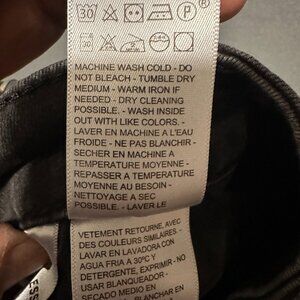 30 P
®
MACHINE WASH COLD - DO
NOT BLEACH - TUMBLE DRY
MEDIUM - WARM IRON IF
NEEDED - DRY CLEANING
POSSIBLE. - WASH INSIDE
OUT WITH LIKE COLORS. -
LAVER EN MACHINE A L'EAU
FROIDE - NE PAS BLANCHIR -
SECHER EN MACHINE A
TEMPERATURE MOYENNE -
REPASSER A TEMPERATURE
MOYENNE AU BESOIN -
NETTOYAGE A SEC
POSSIBLE. - LAVER LE
VETEMENT RETOURNE, AVEC
DES COULEURS SIMILAIRES. -
LAVAR EN LAVADORA CON
AGUA FRIA A 30ºC Y
DETERGENTE, EXPRIMIR - NO
USAR BLANQUEADOR. -
SECADO MEDIO EN